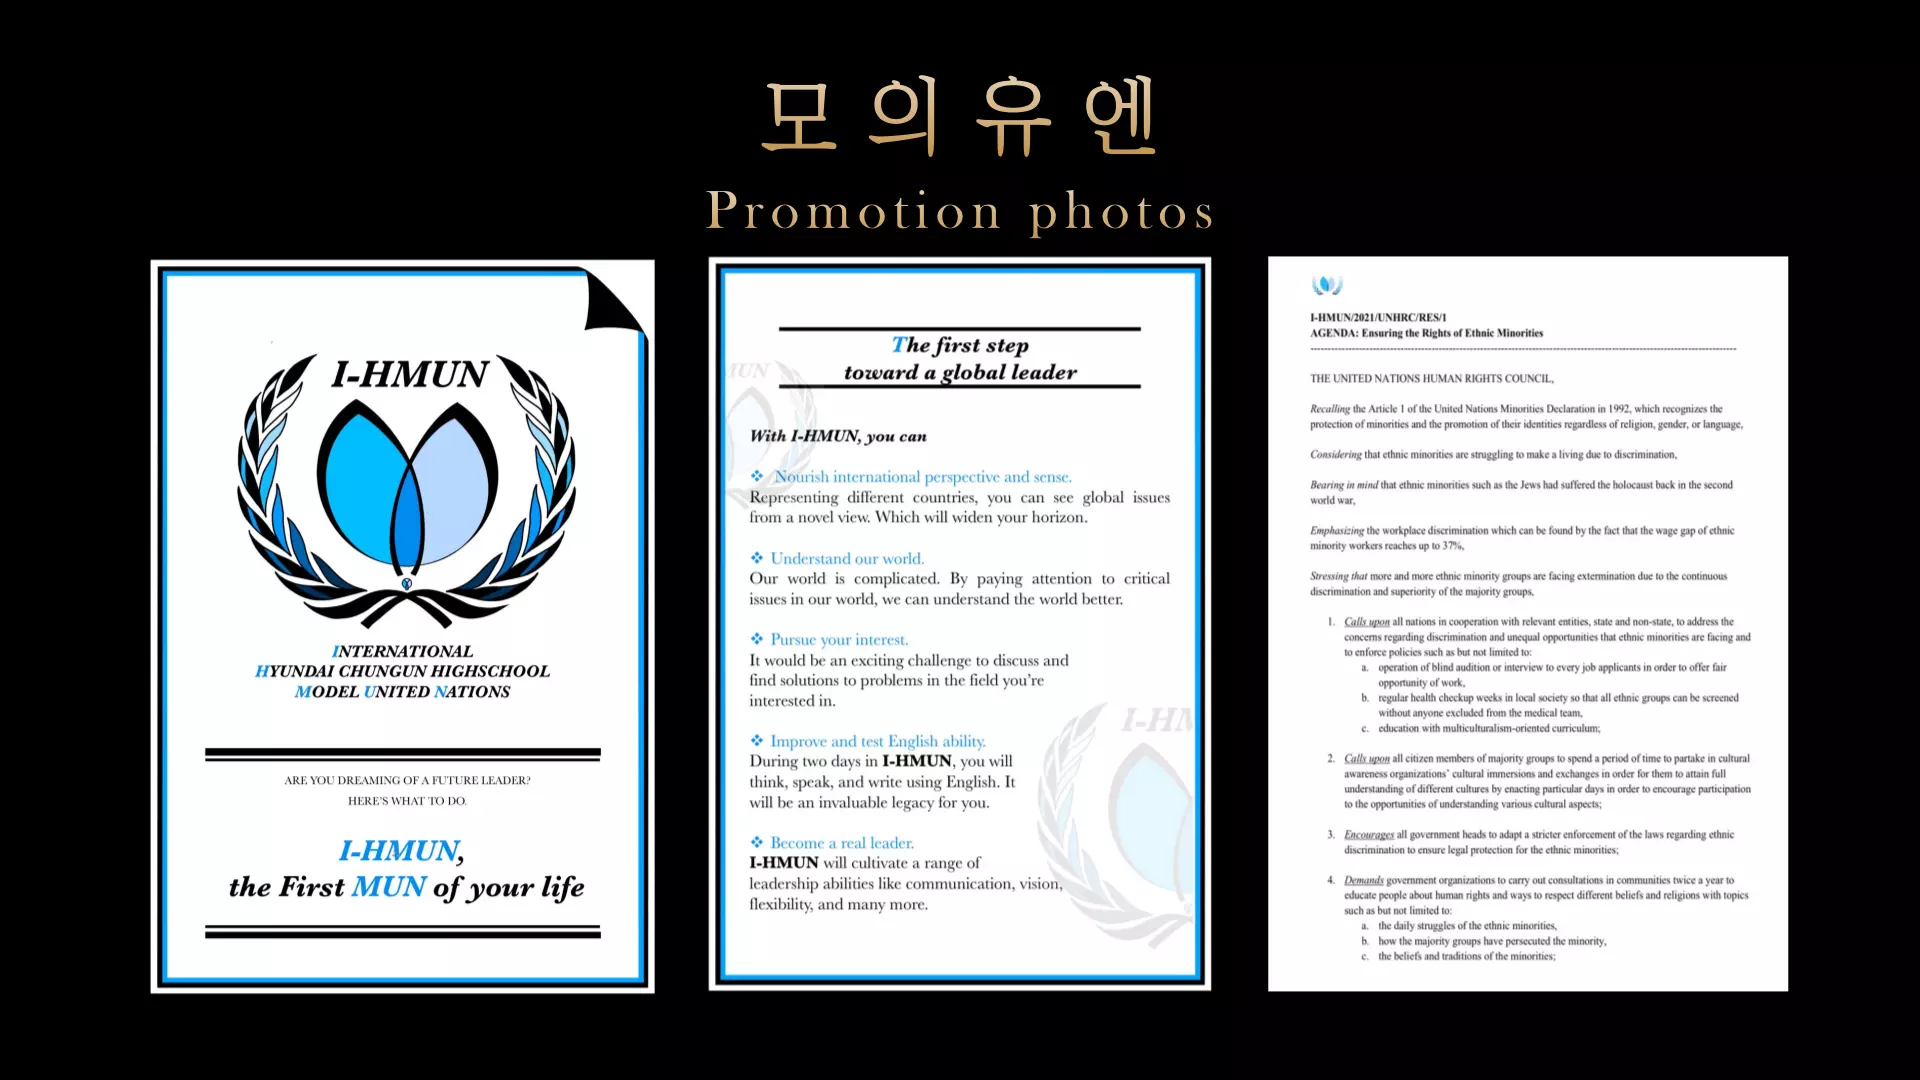 모의유엔
Promotion photos
I-HMUN
INTERNATIONAL
HYUNDAI CHUNGUN HIGHSCHOOL
MODEL UNITED NATIONS
ARE YOU DREAMING OF A FUTURE LEADER?
HERE'S WHAT TO DO.
I-HMUN,
the First MUN of your life
The first step
toward a global leader
With I-HMUN, you can
❖ Nourish international perspective and sense.
Representing different countries, you can see global issues
from a novel view. Which will widen your horizon.
❖ Understand our world.
Our world is complicated. By paying attention to critical
issues in our world, we can understand the world better.
❖ Pursue your interest.
It would be an exciting challenge to discuss and
find solutions to problems in the field you're
interested in.
❖ Improve and test English ability.
During two days in I-HMUN, you will
think, speak, and write using English. It
will be an invaluable legacy for you.
❖ Become a real leader.
I-HMUN will cultivate a range of
leadership abilities like communication, vision,
flexibility, and many more.
I-HMUN/2021/UNHRC/RES/1
AGENDA: Ensuring the Rights of Ethnic Minorities
THE UNITED NATIONS HUMAN RIGHTS COUNCIL,
Recalling the Article 1 of the United Nations Minorities Declaration in 1992, which recognizes the
protection of minorities and the promotion of their identities regardless of religion, gender, or language,
Considering that ethnic minorities are struggling to make a living due to discrimination,
Bearing in mind that ethnic minorities such as the Jews had suffered the holocaust back in the second
world war,
Emphasizing the workplace discrimination which can be found by the fact that the wage gap of ethnic
minority workers reaches up to 37%,
Stressing that more and more ethnic minority groups are facing extermination due to the continuous
discrimination and superiority of the majority groups,
1. Calls upon all nations in cooperation with relevant entities, state and non-state, to address the
concerns regarding discrimination and unequal opportunities that ethnic minorities are facing and
to enforce policies such as but not limited to:
a. operation of blind audition or interview to every job applicants in order to offer fair
opportunity of work,
b. regular health checkup weeks in local society so that all ethnic groups can be screened
without anyone excluded from the medical team,
c. education with multiculturalism-oriented curriculum;
2. Calls upon all citizen members of majority groups to spend a period of time to partake in cultural
awareness organizations' cultural immersions and exchanges in order for them to attain full
understanding of different cultures by enacting particular days in order to encourage participation
to the opportunities of understanding various cultural aspects;
3. Encourages all government heads to adapt a stricter enforcement of the laws regarding ethnic
discrimination to ensure legal protection for the ethnic minorities;
4. Demands government organizations to carry out consultations in communities twice a year to
educate people about human rights and ways to respect different beliefs and religions with topics
such as but not limited to:
a. the daily struggles of the ethnic minorities,
b. how the majority groups have persecuted the minority,
c. the beliefs and traditions of the minorities;